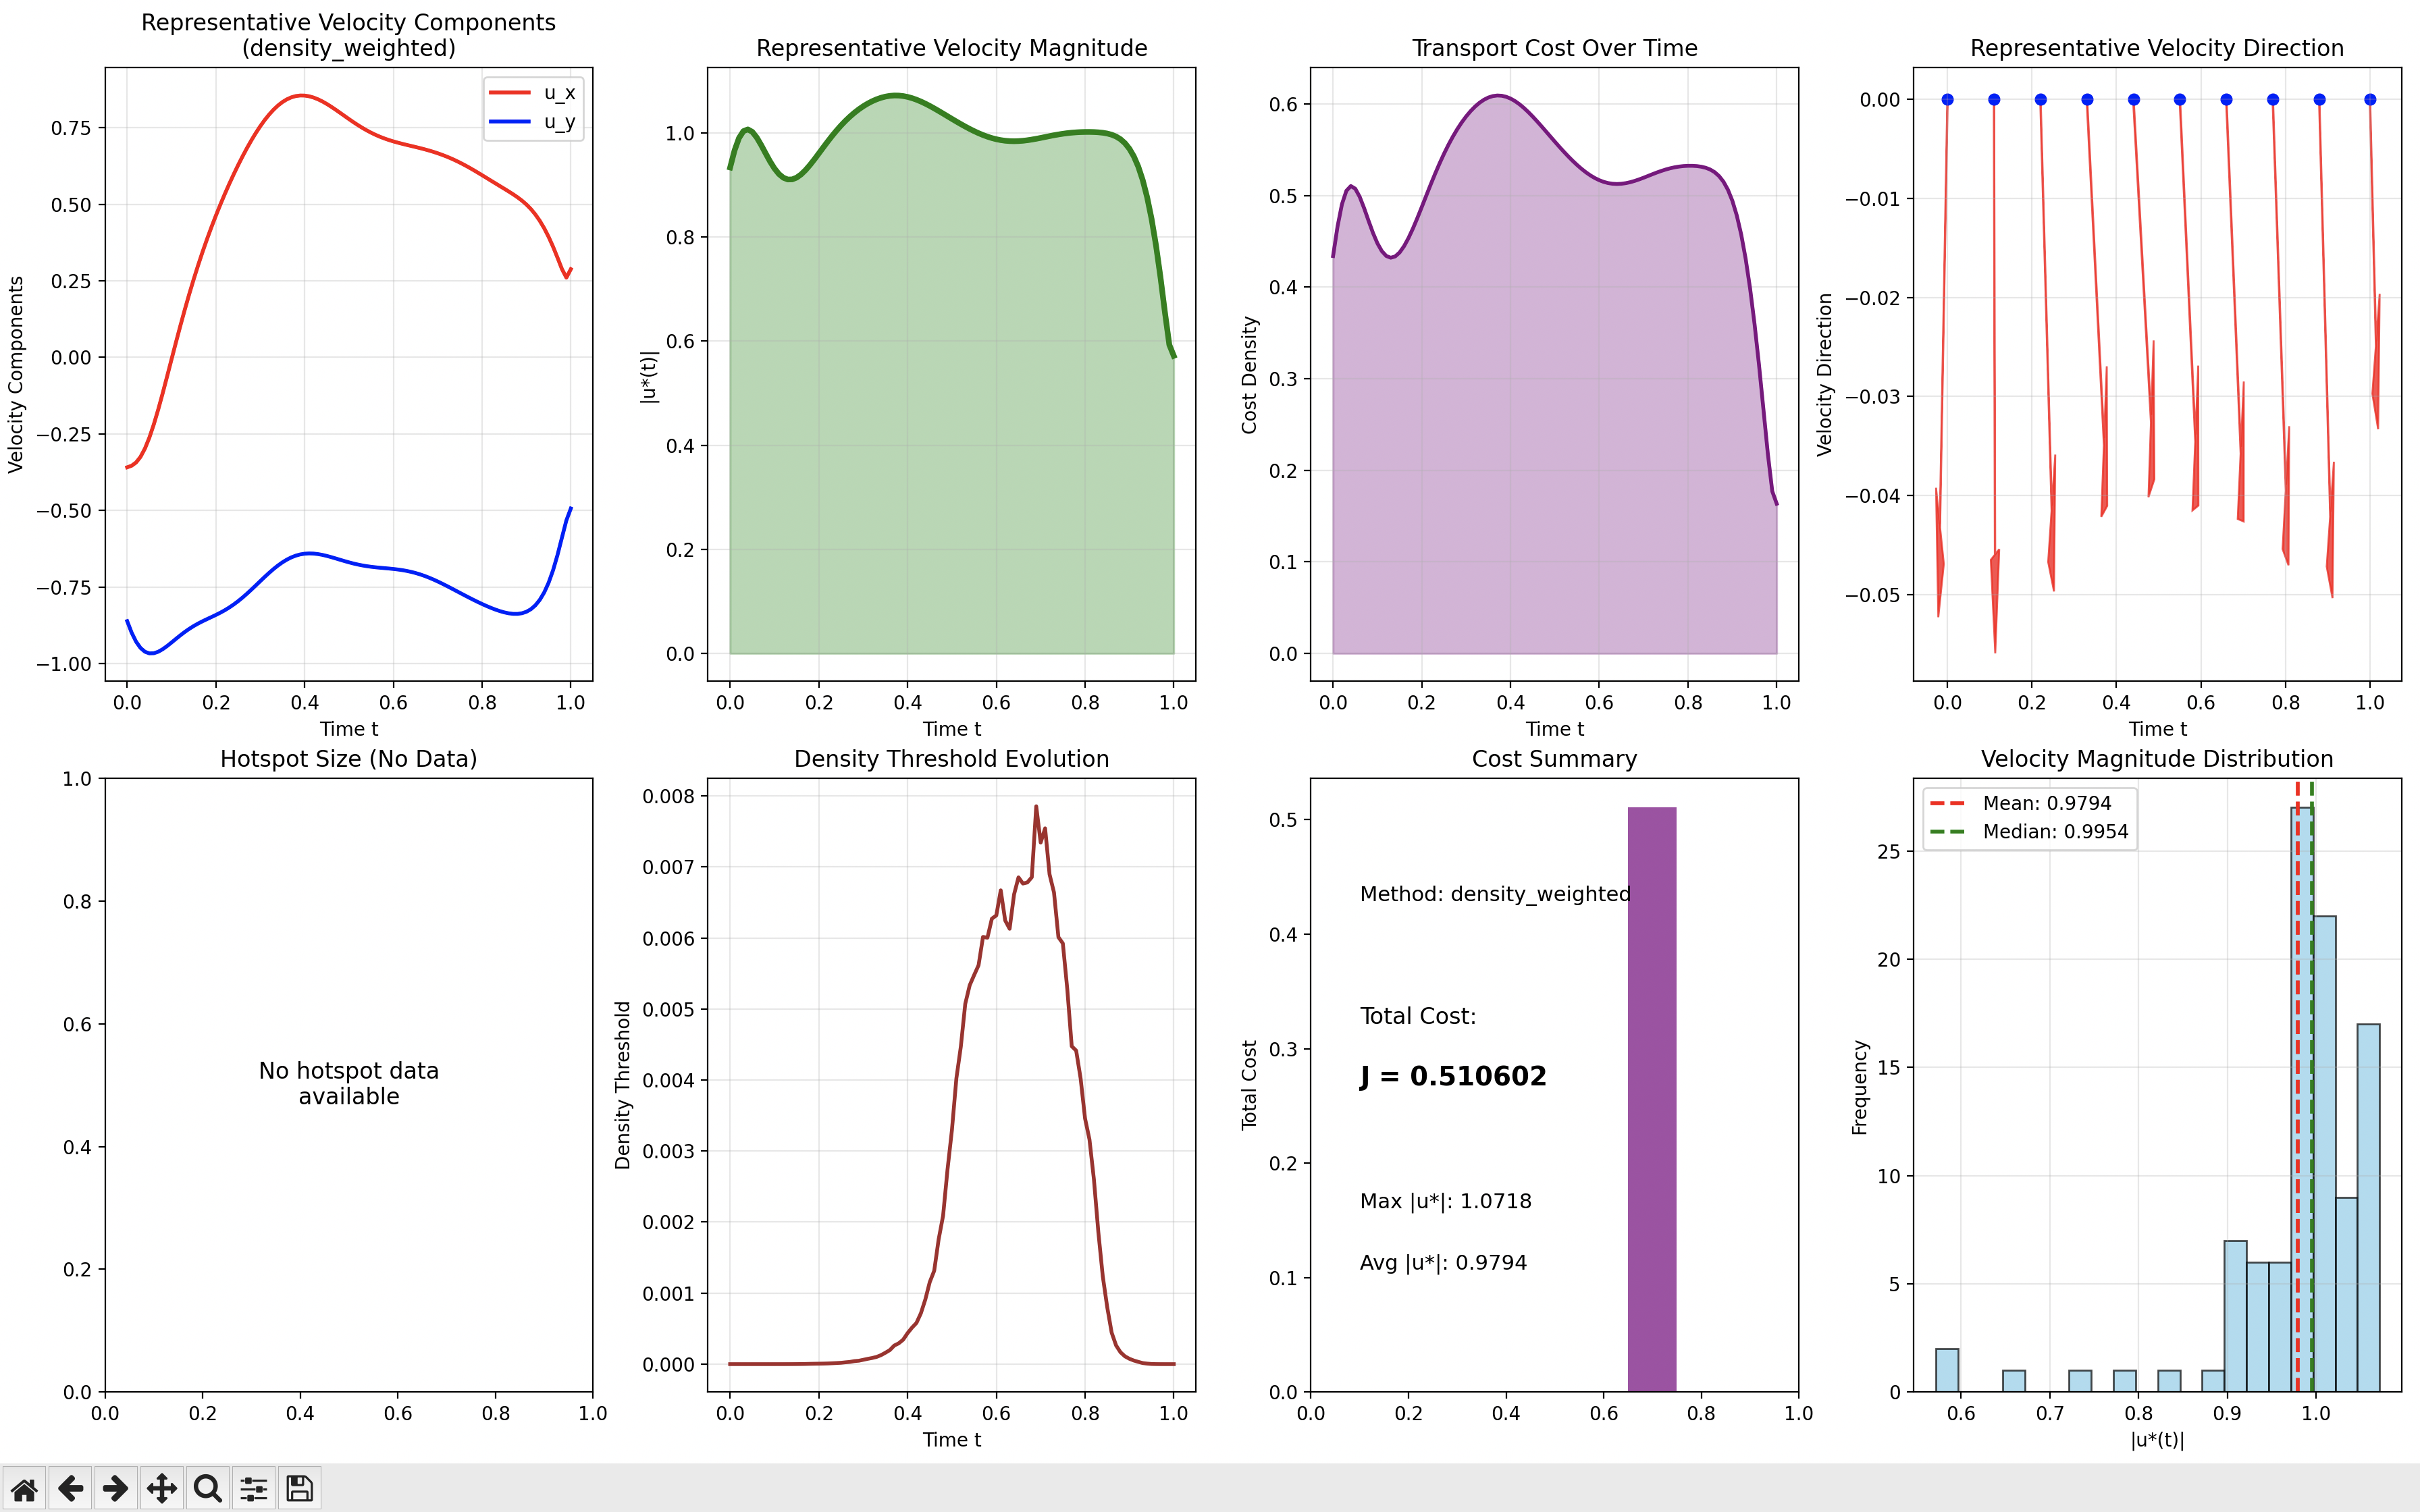 Representative Velocity Components
(density_weighted)
u_x
u_y
Velocity Components
0.75
0.50
0.25
0.00
−0.25
−0.50
−0.75
−1.00
0.0 0.2 0.4 0.6 0.8 1.0
Time t
Representative Velocity Magnitude
|u*(t)|
1.0
0.8
0.6
0.4
0.2
0.0
0.0 0.2 0.4 0.6 0.8 1.0
Time t
Transport Cost Over Time
Cost Density
0.6
0.5
0.4
0.3
0.2
0.1
0.0
0.0 0.2 0.4 0.6 0.8 1.0
Time t
Representative Velocity Direction
Velocity Direction
0.00
−0.01
−0.02
−0.03
−0.04
−0.05
0.0 0.2 0.4 0.6 0.8 1.0
Time t
Hotspot Size (No Data)
1.0
0.8
0.6
0.4
0.2
0.0
No hotspot data
available
0.0 0.2 0.4 0.6 0.8 1.0
Density Threshold Evolution
Density Threshold
0.008
0.007
0.006
0.005
0.004
0.003
0.002
0.001
0.000
0.0 0.2 0.4 0.6 0.8 1.0
Time t
Cost Summary
Total Cost
0.5
0.4
0.3
0.2
0.1
0.0
Method: density_weighted
Total Cost:
J = 0.510602
Max |u*|: 1.0718
Avg |u*|: 0.9794
0.0 0.2 0.4 0.6 0.8 1.0
Velocity Magnitude Distribution
Mean: 0.9794
Median: 0.9954
Frequency
25
20
15
10
5
0
0.6 0.7 0.8 0.9 1.0
|u*(t)|